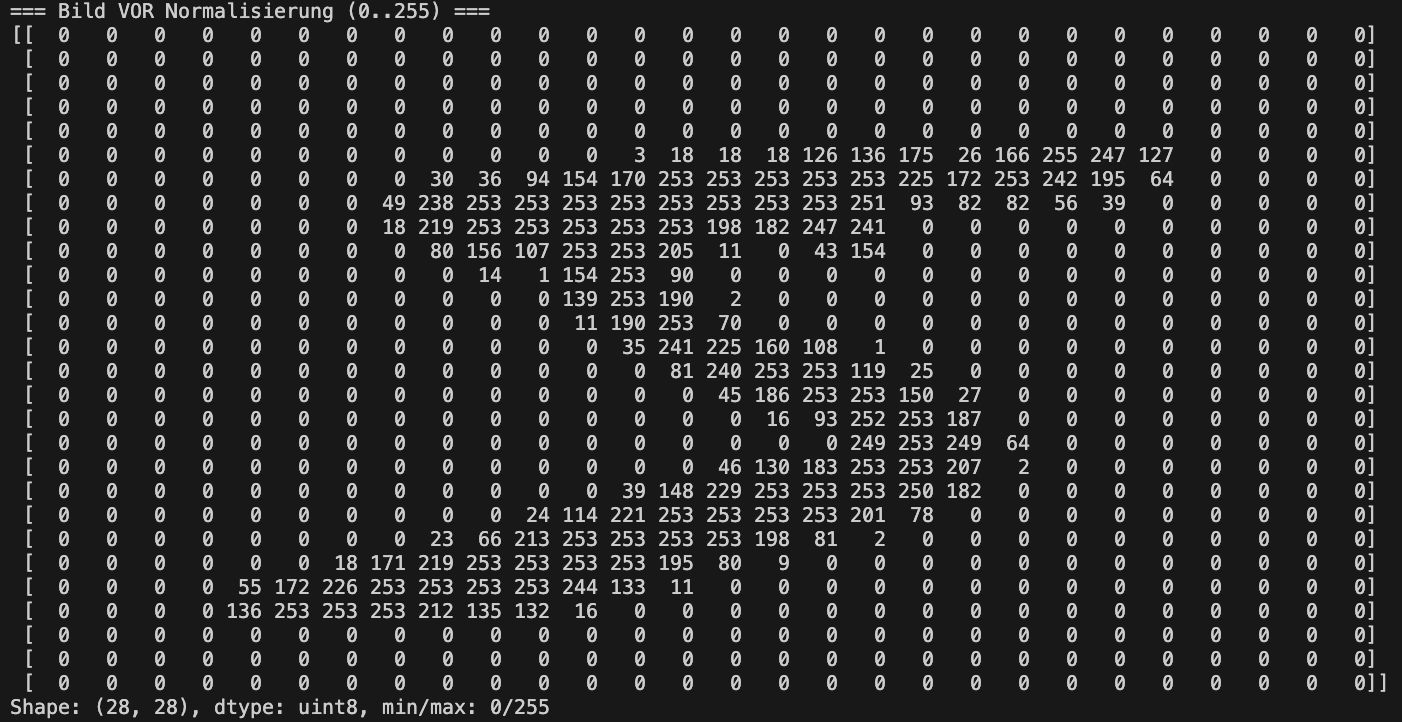 === Bild VOR Normalisierung (0..255) ===
[[ 0 0 0 0 0 0 0 0 0 0 0 0 0 0 0 0 0 0 0 0 0 0 0 0 0 0 0 0]
[ 0 0 0 0 0 0 0 0 0 0 0 0 0 0 0 0 0 0 0 0 0 0 0 0 0 0 0 0]
[ 0 0 0 0 0 0 0 0 0 0 0 0 0 0 0 0 0 0 0 0 0 0 0 0 0 0 0 0]
[ 0 0 0 0 0 0 0 0 0 0 0 0 0 0 0 0 0 0 0 0 0 0 0 0 0 0 0 0]
[ 0 0 0 0 0 0 0 0 0 0 0 0 0 0 0 0 0 0 0 0 0 0 0 0 0 0 0 0]
[ 0 0 0 0 0 0 0 0 0 0 0 0 3 18 18 18 126 136 175 26 166 255 247 127 0 0 0 0]
[ 0 0 0 0 0 0 0 0 30 36 94 154 170 253 253 253 253 253 225 172 253 242 195 64 0 0 0 0]
[ 0 0 0 0 0 0 0 49 238 253 253 253 253 253 253 253 253 251 93 82 82 56 39 0 0 0 0 0]
[ 0 0 0 0 0 0 0 18 219 253 253 253 253 253 198 182 247 241 0 0 0 0 0 0 0 0 0 0]
[ 0 0 0 0 0 0 0 0 80 156 107 253 253 205 11 0 43 154 0 0 0 0 0 0 0 0 0 0]
[ 0 0 0 0 0 0 0 0 0 14 1 154 253 90 0 0 0 0 0 0 0 0 0 0 0 0 0 0]
[ 0 0 0 0 0 0 0 0 0 0 0 139 253 190 2 0 0 0 0 0 0 0 0 0 0 0 0 0]
[ 0 0 0 0 0 0 0 0 0 0 0 11 190 253 70 0 0 0 0 0 0 0 0 0 0 0 0 0]
[ 0 0 0 0 0 0 0 0 0 0 0 0 35 241 225 160 108 1 0 0 0 0 0 0 0 0 0 0]
[ 0 0 0 0 0 0 0 0 0 0 0 0 0 81 240 253 253 119 25 0 0 0 0 0 0 0 0 0]
[ 0 0 0 0 0 0 0 0 0 0 0 0 0 0 45 186 253 253 150 27 0 0 0 0 0 0 0 0]
[ 0 0 0 0 0 0 0 0 0 0 0 0 0 0 0 16 93 252 253 187 0 0 0 0 0 0 0 0]
[ 0 0 0 0 0 0 0 0 0 0 0 0 0 0 0 0 0 249 253 249 64 0 0 0 0 0 0 0]
[ 0 0 0 0 0 0 0 0 0 0 0 0 0 0 46 130 183 253 253 207 2 0 0 0 0 0 0 0]
[ 0 0 0 0 0 0 0 0 0 0 0 0 39 148 229 253 253 253 250 182 0 0 0 0 0 0 0 0]
[ 0 0 0 0 0 0 0 0 0 0 24 114 221 253 253 253 253 201 78 0 0 0 0 0 0 0 0 0]
[ 0 0 0 0 0 0 0 0 23 66 213 253 253 253 253 198 81 2 0 0 0 0 0 0 0 0 0 0]
[ 0 0 0 0 0 0 18 171 219 253 253 253 253 195 80 9 0 0 0 0 0 0 0 0 0 0 0 0]
[ 0 0 0 0 55 172 226 253 253 253 253 244 133 11 0 0 0 0 0 0 0 0 0 0 0 0 0 0]
[ 0 0 0 0 136 253 253 253 212 135 132 16 0 0 0 0 0 0 0 0 0 0 0 0 0 0 0 0]
[ 0 0 0 0 0 0 0 0 0 0 0 0 0 0 0 0 0 0 0 0 0 0 0 0 0 0 0 0]
[ 0 0 0 0 0 0 0 0 0 0 0 0 0 0 0 0 0 0 0 0 0 0 0 0 0 0 0 0]
[ 0 0 0 0 0 0 0 0 0 0 0 0 0 0 0 0 0 0 0 0 0 0 0 0 0 0 0 0]]
Shape: (28, 28), dtype: uint8, min/max: 0/255